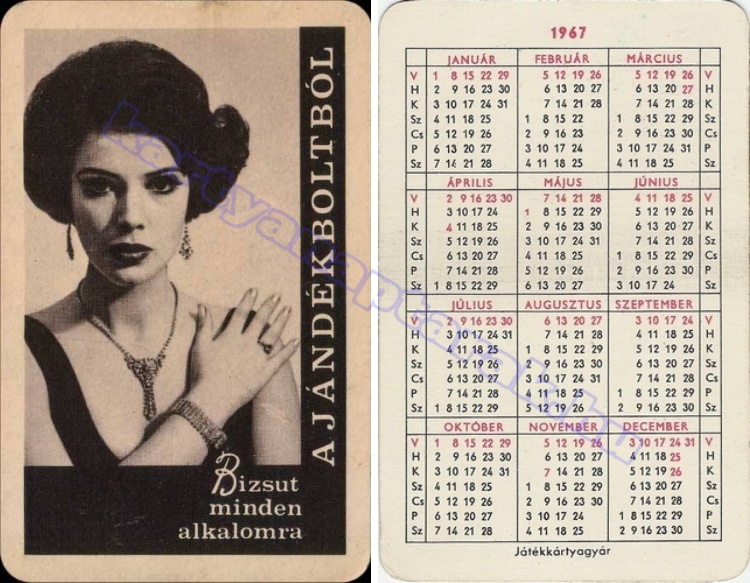 AJÁNDÉKBOLTBÓL
Bizsut
minden
alkalomra
kartyanaptarak.hu
1967
JANUÁR FEBRUÁR MÁRCIUS
V 1 8 15 22 29 5 12 19 26 5 12 19 26 V
H 2 9 16 23 30 6 13 20 27 6 13 20 27 H
K 3 10 17 24 31 7 14 21 28 7 14 21 28 K
Sz 4 11 18 25 1 8 15 22 1 8 15 22 29 Sz
Cs 5 12 19 26 2 9 16 23 2 9 16 23 30 Cs
P 6 13 20 27 3 10 17 24 3 10 17 24 31 P
Sz 7 14 21 28 4 11 18 25 4 11 18 25 Sz
ÁPRILIS MÁJUS JÚNIUS
V 2 9 16 23 30 7 14 21 28 4 11 18 25 V
H 3 10 17 24 1 8 15 22 29 5 12 19 26 H
K 4 11 18 25 2 9 16 23 30 6 13 20 27 K
Sz 5 12 19 26 3 10 17 24 31 7 14 21 28 Sz
Cs 6 13 20 27 4 11 18 25 1 8 15 22 29 Cs
P 7 14 21 28 5 12 19 26 2 9 16 23 30 P
Sz 1 8 15 22 29 6 13 20 27 3 10 17 24 Sz
JÚLIUS AUGUSZTUS SZEPTEMBER
V 2 9 16 23 30 6 13 20 27 3 10 17 24 V
H 3 10 17 24 31 7 14 21 28 4 11 18 25 H
K 4 11 18 25 1 8 15 22 29 5 12 19 26 K
Sz 5 12 19 26 2 9 16 23 30 6 13 20 27 Sz
Cs 6 13 20 27 3 10 17 24 31 7 14 21 28 Cs
P 7 14 21 28 4 11 18 25 1 8 15 22 29 P
Sz 1 8 15 22 29 5 12 19 26 2 9 16 23 30 Sz
OKTÓBER NOVEMBER DECEMBER
V 1 8 15 22 29 5 12 19 26 3 10 17 24 31 V
H 2 9 16 23 30 6 13 20 27 4 11 18 25 H
K 3 10 17 24 31 7 14 21 28 5 12 19 26 K
Sz 4 11 18 25 1 8 15 22 29 6 13 20 27 Sz
Cs 5 12 19 26 2 9 16 23 30 7 14 21 28 Cs
P 6 13 20 27 3 10 17 24 1 8 15 22 29 P
Sz 7 14 21 28 4 11 18 25 2 9 16 23 30 Sz
Játékkártyagyár